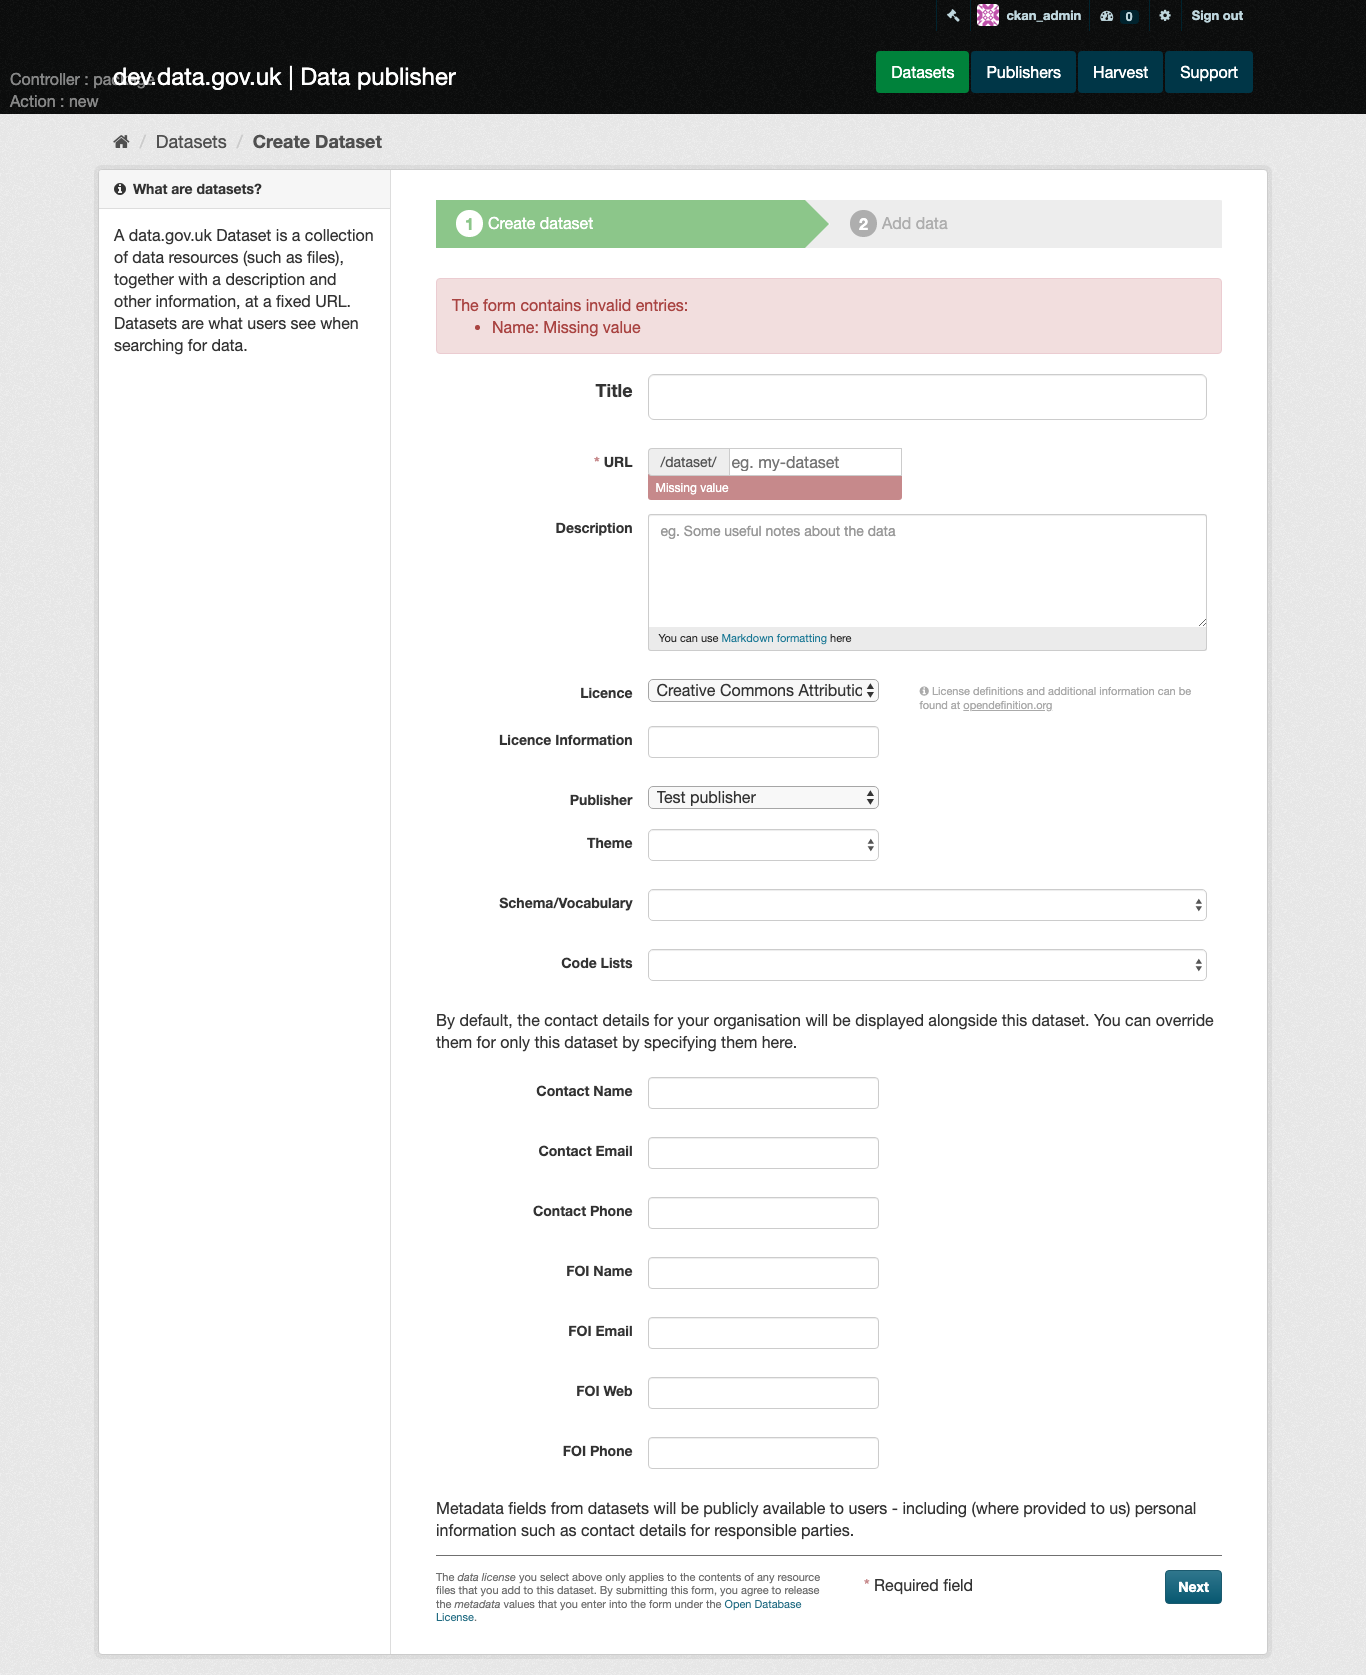 ckan_admin 0 Sign out
Controller : package
Action : new
dev.data.gov.uk | Data publisher
Datasets Publishers Harvest Support
/ Datasets / Create Dataset
What are datasets?
A data.gov.uk Dataset is a collection
of data resources (such as files),
together with a description and
other information, at a fixed URL.
Datasets are what users see when
searching for data.
1 Create dataset 2 Add data
The form contains invalid entries:
• Name: Missing value
Title
* URL /dataset/ eg. my-dataset
Missing value
Description eg. Some useful notes about the data
You can use Markdown formatting here
Licence Creative Commons Attributic
License definitions and additional information can be
found at opendefinition.org
Licence Information
Publisher Test publisher
Theme
Schema/Vocabulary
Code Lists
By default, the contact details for your organisation will be displayed alongside this dataset. You can override
them for only this dataset by specifying them here.
Contact Name
Contact Email
Contact Phone
FOI Name
FOI Email
FOI Web
FOI Phone
Metadata fields from datasets will be publicly available to users - including (where provided to us) personal
information such as contact details for responsible parties.
The data license you select above only applies to the contents of any resource
files that you add to this dataset. By submitting this form, you agree to release
the metadata values that you enter into the form under the Open Database
License.
* Required field
Next